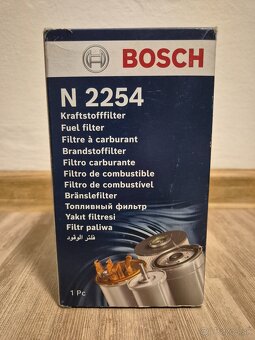 BOSCH
N 2254
Kraftstofffilter
Fuel filter
Filtre à carburant
Brandstoffilter
Filtro carburante
Filtro de combustible
Filtro de combustível
Bränslefilter
Топливный фильтр
Yakıt filtresi
Filtr paliwa
فلتر الوقود
1 Pc